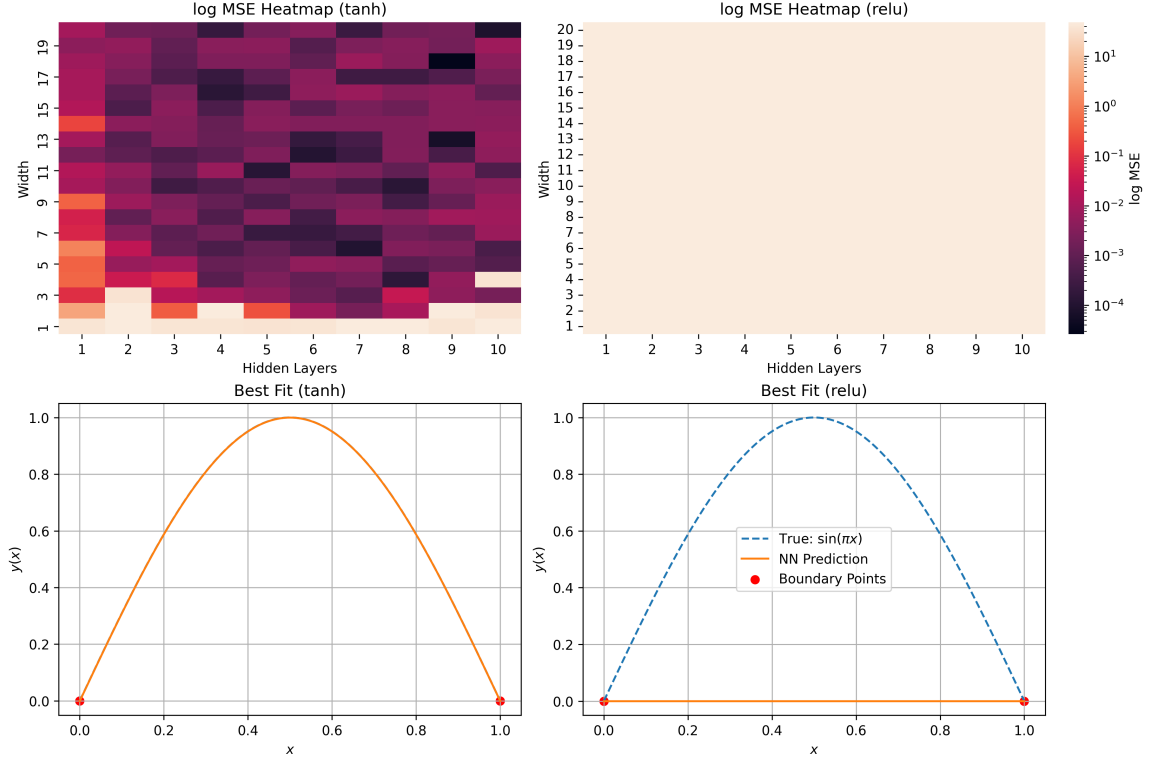 log MSE Heatmap (tanh)
19
17
15
13
11
9
7
5
3
1
Width
1 2 3 4 5 6 7 8 9 10
Hidden Layers
log MSE Heatmap (relu)
20
19
18
17
16
15
14
13
12
11
10
9
8
7
6
5
4
3
2
1
Width
1 2 3 4 5 6 7 8 9 10
Hidden Layers
10¹
10⁰
10⁻¹
10⁻²
10⁻³
10⁻⁴
log MSE
Best Fit (tanh)
1.0
0.8
0.6
0.4
0.2
0.0
y(x)
0.0 0.2 0.4 0.6 0.8 1.0
x
Best Fit (relu)
1.0
0.8
0.6
0.4
0.2
0.0
y(x)
True: sin(πx)
NN Prediction
Boundary Points
0.0 0.2 0.4 0.6 0.8 1.0
x